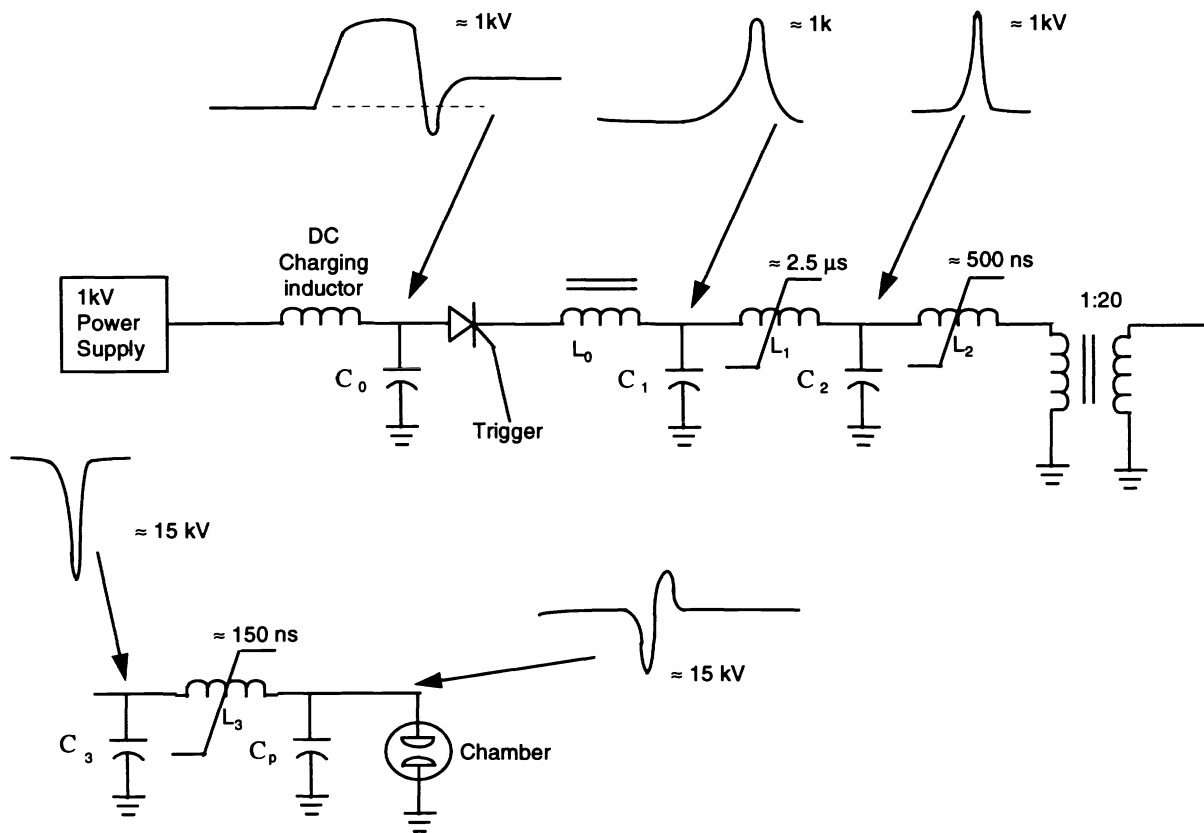 ≈ 1kV
≈ 1k
≈ 1kV
DC
Charging
inductor
≈ 2.5 µs
≈ 500 ns
1kV
Power
Supply
1:20
L₀
L₁
L₂
C₀
C₁
C₂
Trigger
≈ 15 kV
≈ 150 ns
≈ 15 kV
L₃
C₃
Cₚ
Chamber